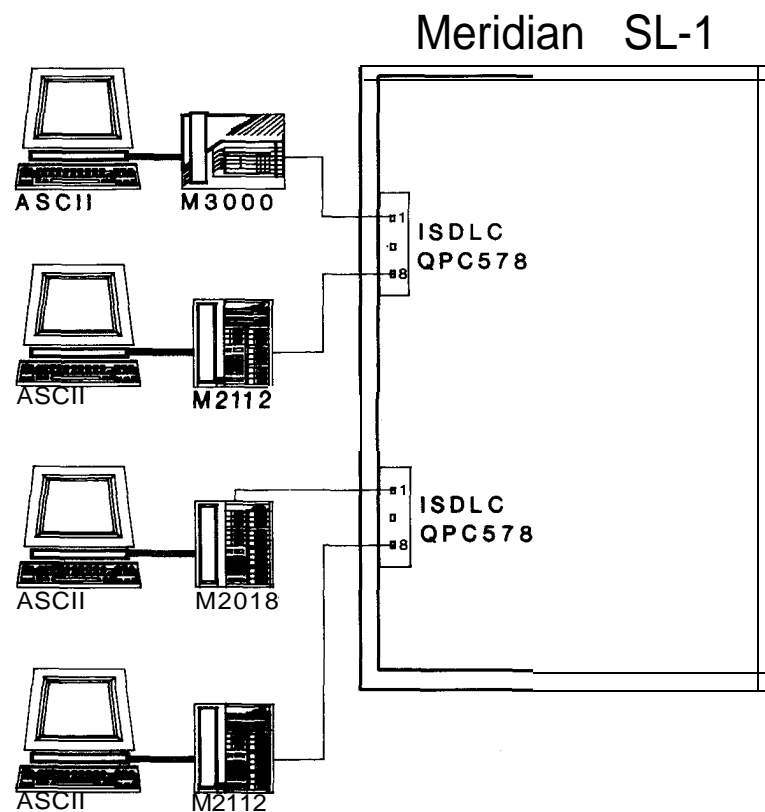 Meridian SL-1
ASCII M3000
1
ISDLC
QPC578
8
ASCII M2112
1
ISDLC
QPC578
8
ASCII M2018
ASCII M2112